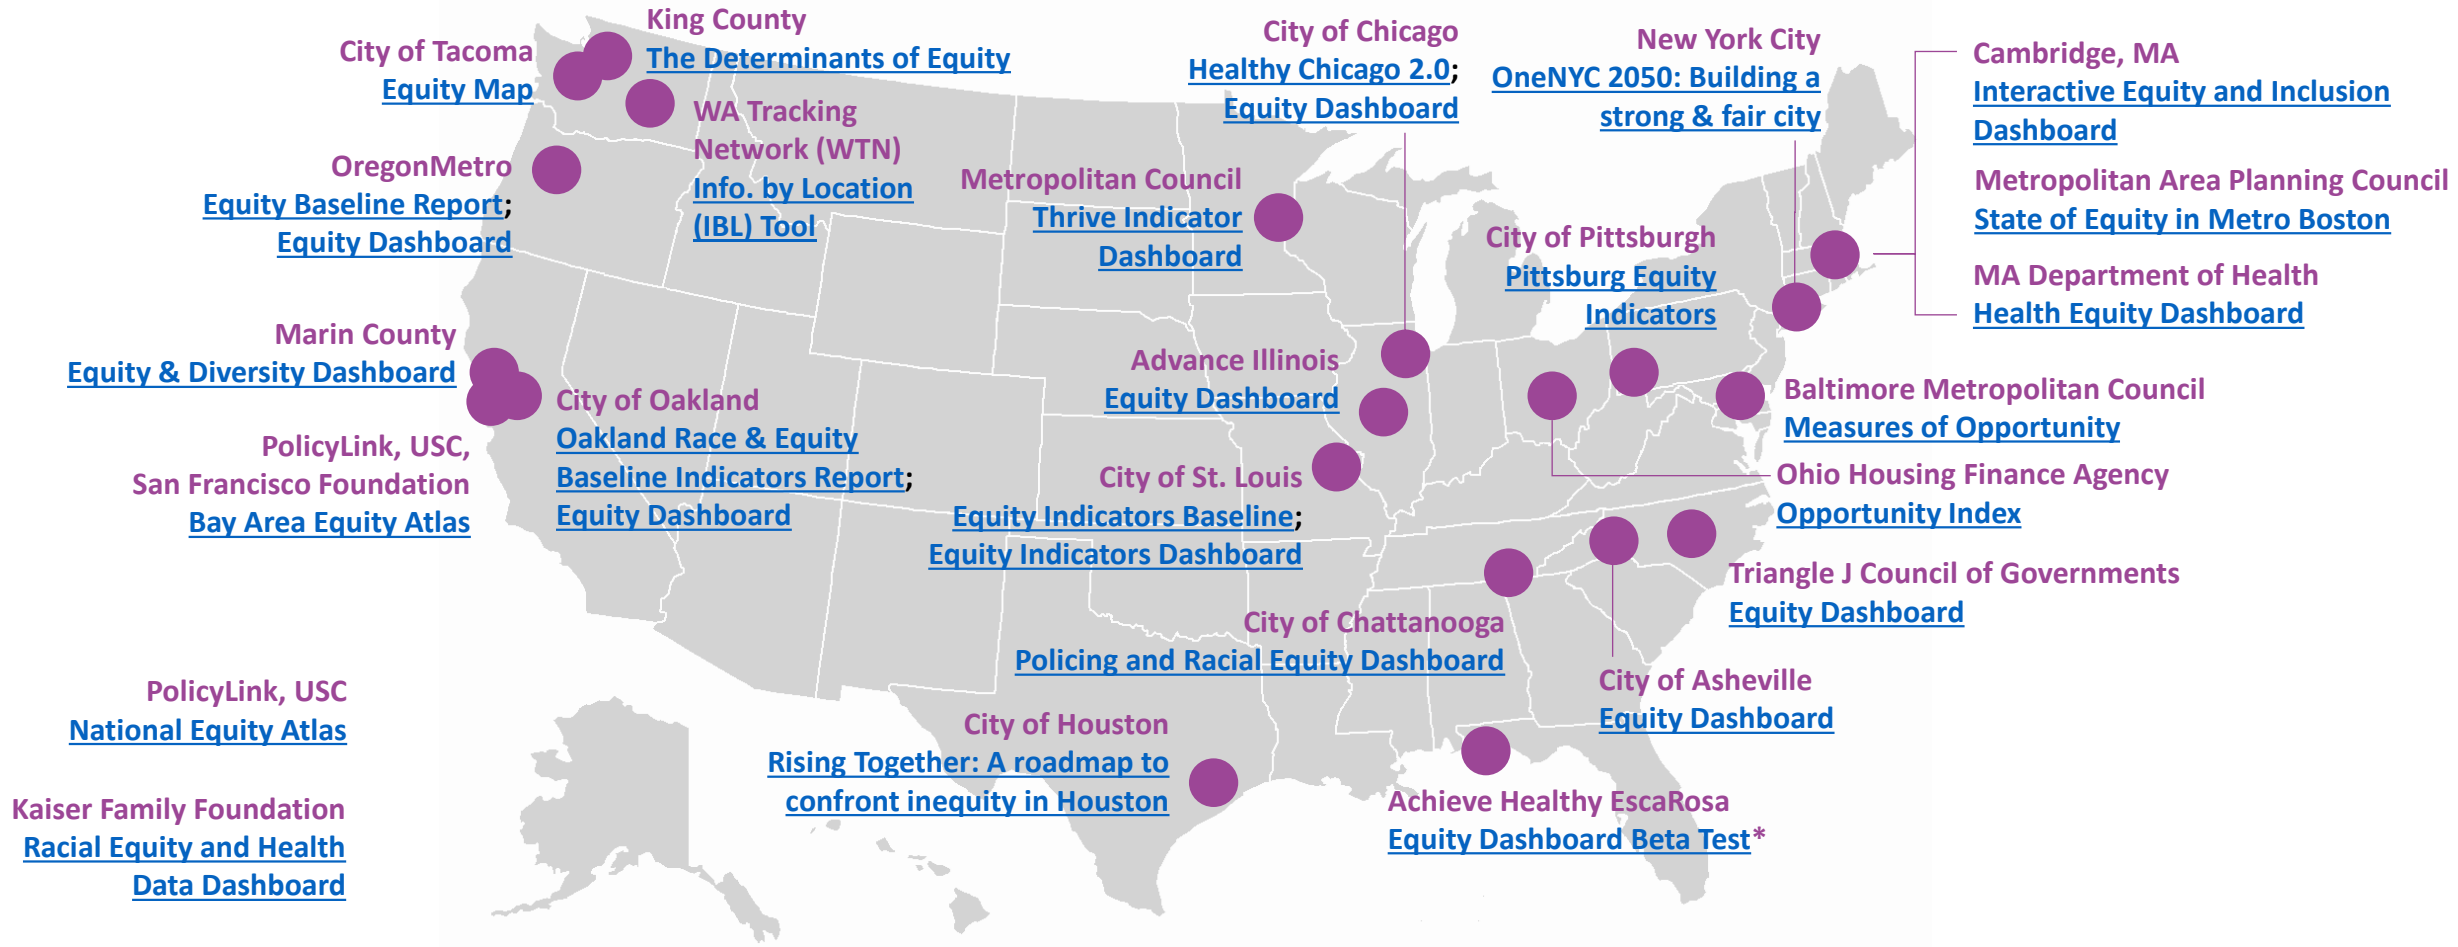 King County
The Determinants of Equity
City of Tacoma
Equity Map
WA Tracking
Network (WTN)
Info. by Location
(IBL) Tool
OregonMetro
Equity Baseline Report;
Equity Dashboard
Marin County
Equity & Diversity Dashboard
City of Oakland
Oakland Race & Equity
Baseline Indicators Report;
Equity Dashboard
PolicyLink, USC,
San Francisco Foundation
Bay Area Equity Atlas
PolicyLink, USC
National Equity Atlas
Kaiser Family Foundation
Racial Equity and Health
Data Dashboard
City of Chicago
Healthy Chicago 2.0;
Equity Dashboard
Metropolitan Council
Thrive Indicator
Dashboard
Advance Illinois
Equity Dashboard
City of St. Louis
Equity Indicators Baseline;
Equity Indicators Dashboard
City of Chattanooga
Policing and Racial Equity Dashboard
City of Houston
Rising Together: A roadmap to
confront inequity in Houston
New York City
OneNYC 2050: Building a
strong & fair city
City of Pittsburgh
Pittsburg Equity
Indicators
Cambridge, MA
Interactive Equity and Inclusion
Dashboard
Metropolitan Area Planning Council
State of Equity in Metro Boston
MA Department of Health
Health Equity Dashboard
Baltimore Metropolitan Council
Measures of Opportunity
Ohio Housing Finance Agency
Opportunity Index
Triangle J Council of Governments
Equity Dashboard
City of Asheville
Equity Dashboard
Achieve Healthy EscaRosa
Equity Dashboard Beta Test*